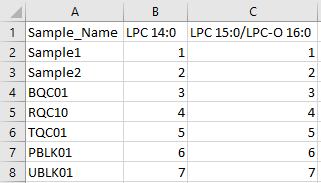 A B C
1 Sample_Name LPC 14:0 LPC 15:0/LPC-O 16:0
2 Sample1 1 1
3 Sample2 2 2
4 BQC01 3 3
5 RQC10 4 4
6 TQC01 5 5
7 PBLK01 6 6
8 UBLK01 7 7